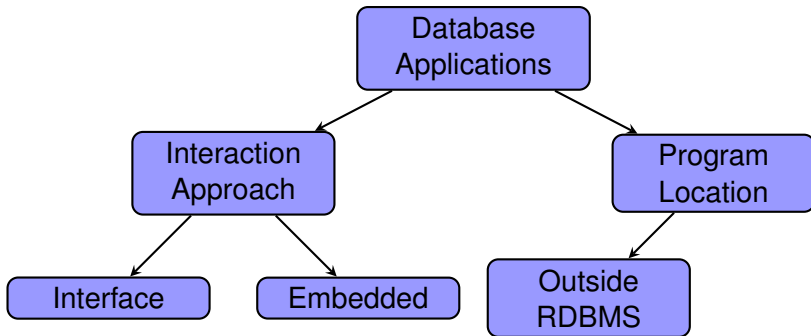 Database
Applications
Interaction
Approach
Program
Location
Interface
Embedded
Outside
RDBMS